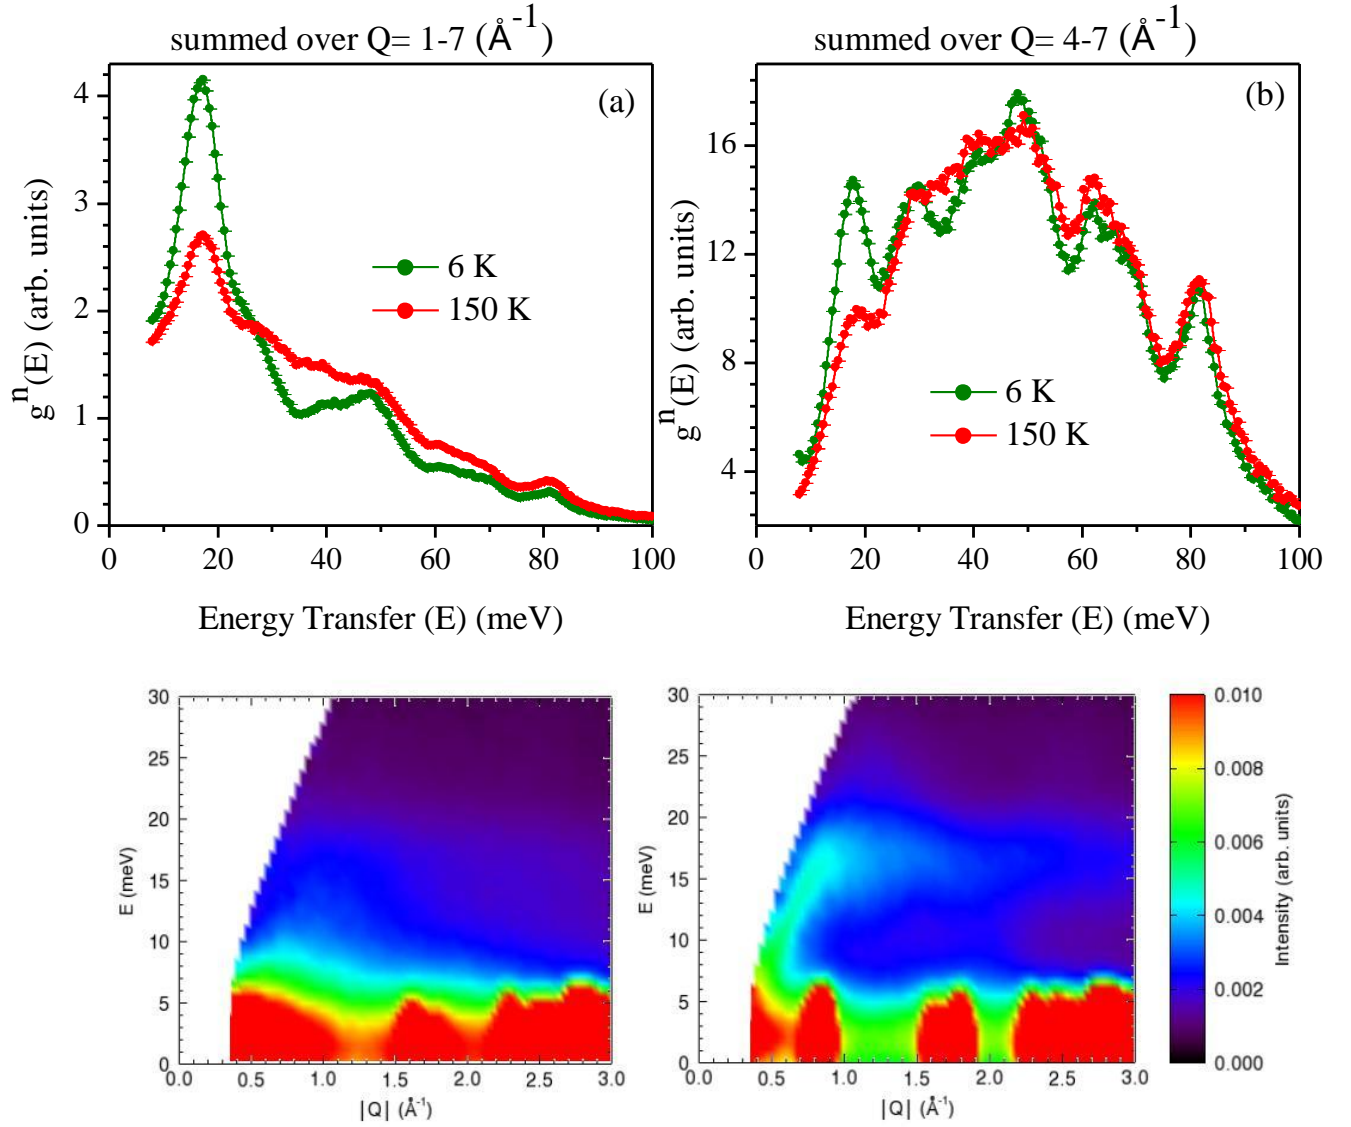 summed over Q= 1-7 (Å-1)
summed over Q= 4-7 (Å-1)
(a)
(b)
gn(E) (arb. units)
4
3
2
1
0
6 K
150 K
0 20 40 60 80 100
Energy Transfer (E) (meV)
gn(E) (arb. units)
16
12
8
4
6 K
150 K
0 20 40 60 80 100
Energy Transfer (E) (meV)
E (meV)
30
25
20
15
10
5
0
0.0 0.5 1.0 1.5 2.0 2.5 3.0
|Q| (Å-1)
E (meV)
30
25
20
15
10
5
0
0.0 0.5 1.0 1.5 2.0 2.5 3.0
|Q| (Å-1)
0.010
0.008
0.006
0.004
0.002
0.000
Intensity (arb. units)